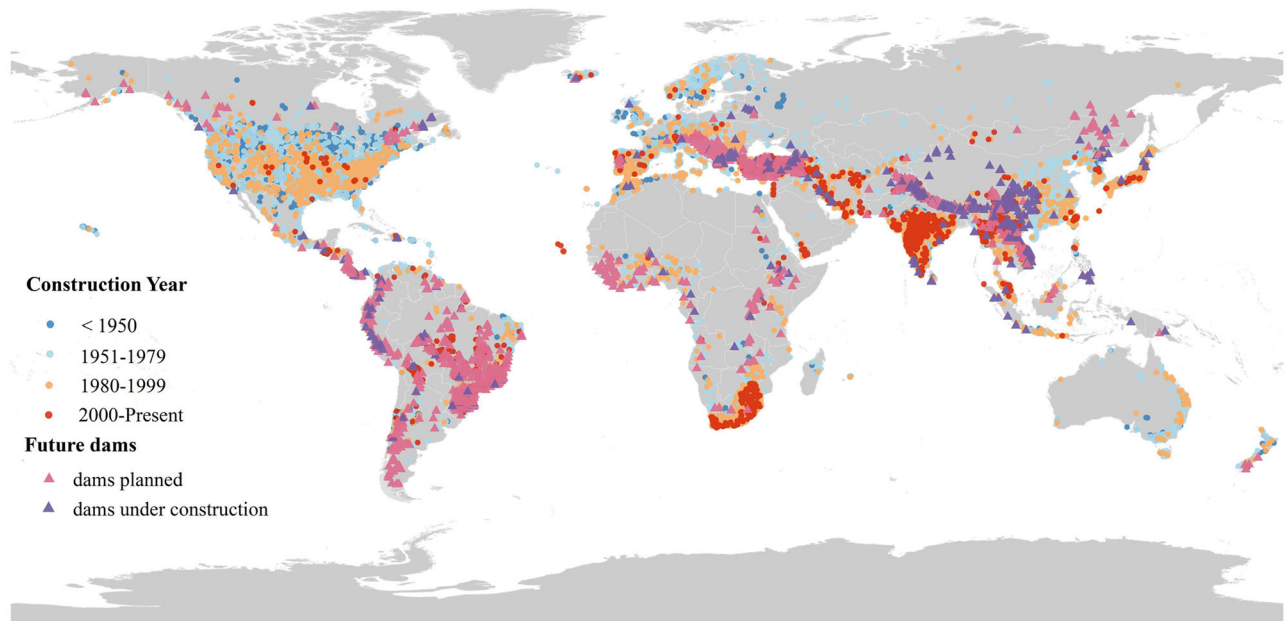 Construction Year
< 1950
1951-1979
1980-1999
2000-Present
Future dams
dams planned
dams under construction